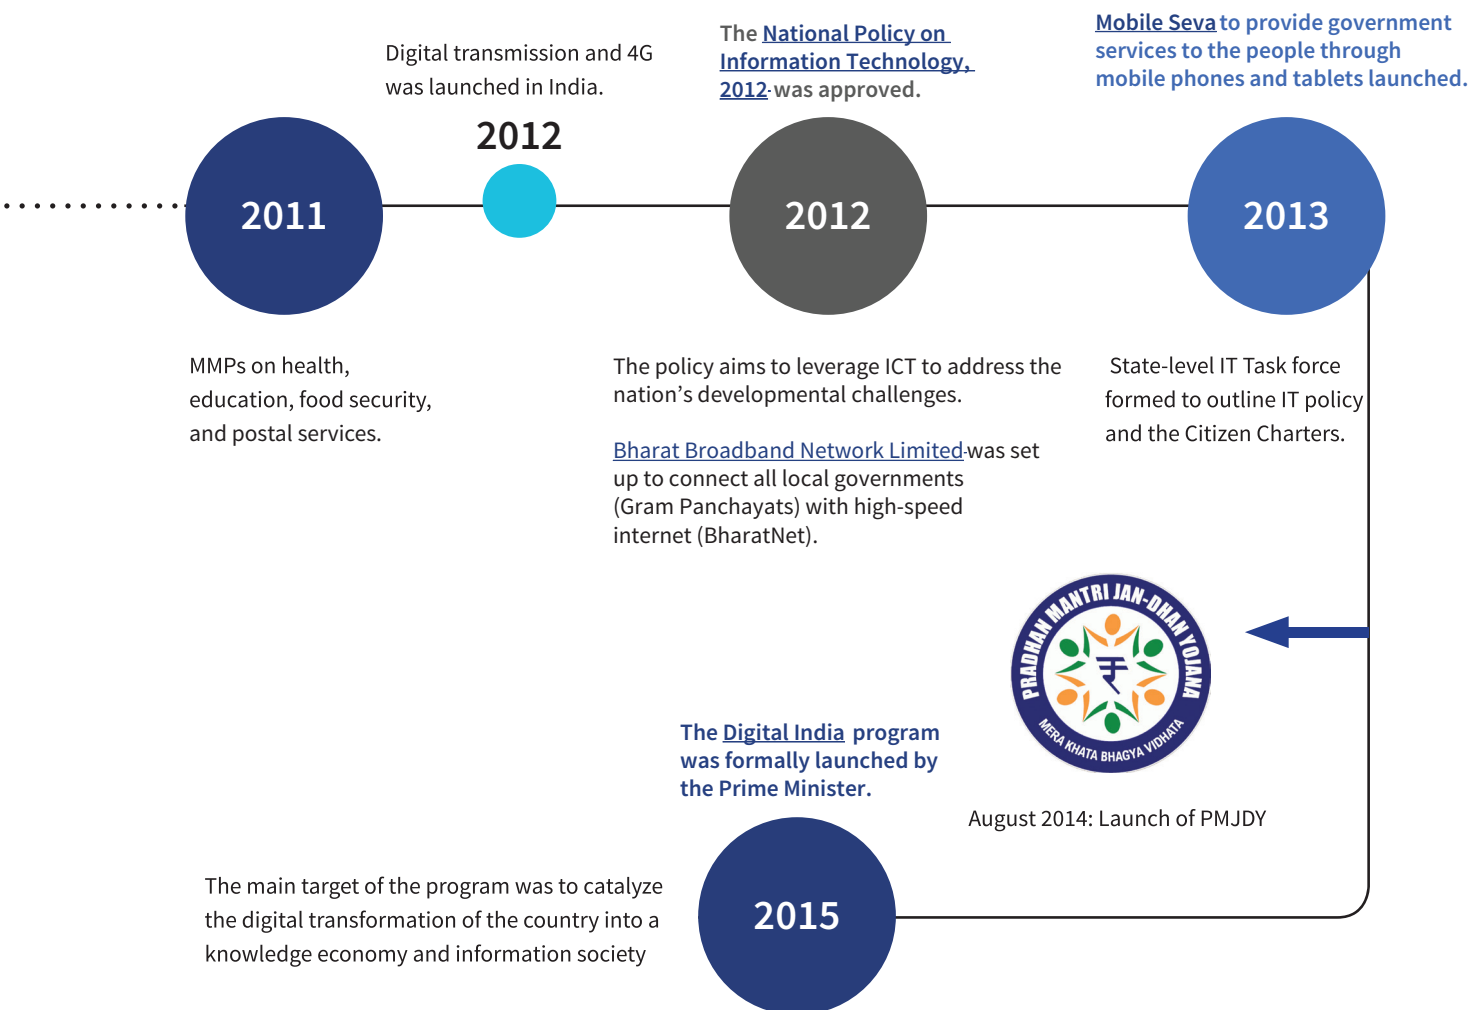 Digital transmission and 4G
was launched in India.
2012
The National Policy on
Information Technology,
2012 was approved.
Mobile Seva to provide government
services to the people through
mobile phones and tablets launched.
2011
2012
2013
MMPs on health,
education, food security,
and postal services.
The policy aims to leverage ICT to address the
nation's developmental challenges.
Bharat Broadband Network Limited was set
up to connect all local governments
(Gram Panchayats) with high-speed
internet (BharatNet).
State-level IT Task force
formed to outline IT policy
and the Citizen Charters.
PRADHAN MANTRI JAN-DHAN YOJANA
₹
MERA KHATA BHAGYA VIDHATA
August 2014: Launch of PMJDY
The Digital India program
was formally launched by
the Prime Minister.
2015
The main target of the program was to catalyze
the digital transformation of the country into a
knowledge economy and information society